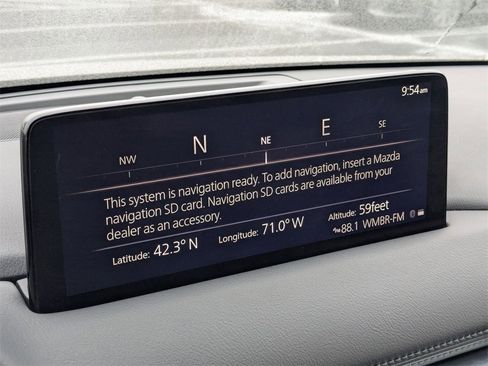 9:54am
NW N NE E SE
This system is navigation ready. To add navigation, insert a Mazda
navigation SD card. Navigation SD cards are available from your
dealer as an accessory.
Latitude: 42.3° N Longitude: 71.0° W Altitude: 59feet
88.1 WMBR-FM